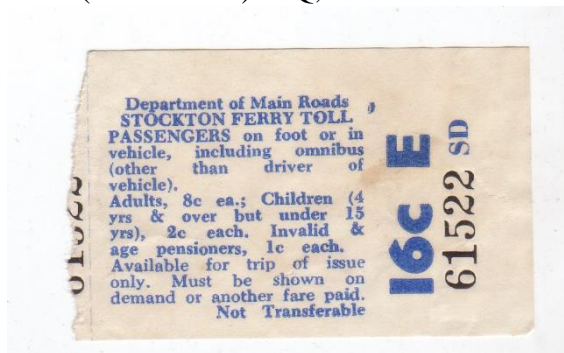 Department of Main Roads
STOCKTON FERRY TOLL
PASSENGERS on foot or in
vehicle, including omnibus
(other than driver of
vehicle).
Adults, 8c ea.; Children (4
yrs & over but under 15
yrs), 2c each. Invalid &
age pensioners, 1c each.
Available for trip of issue
only. Must be shown on
demand or another fare paid.
Not Transferable
16c E
61522 SD